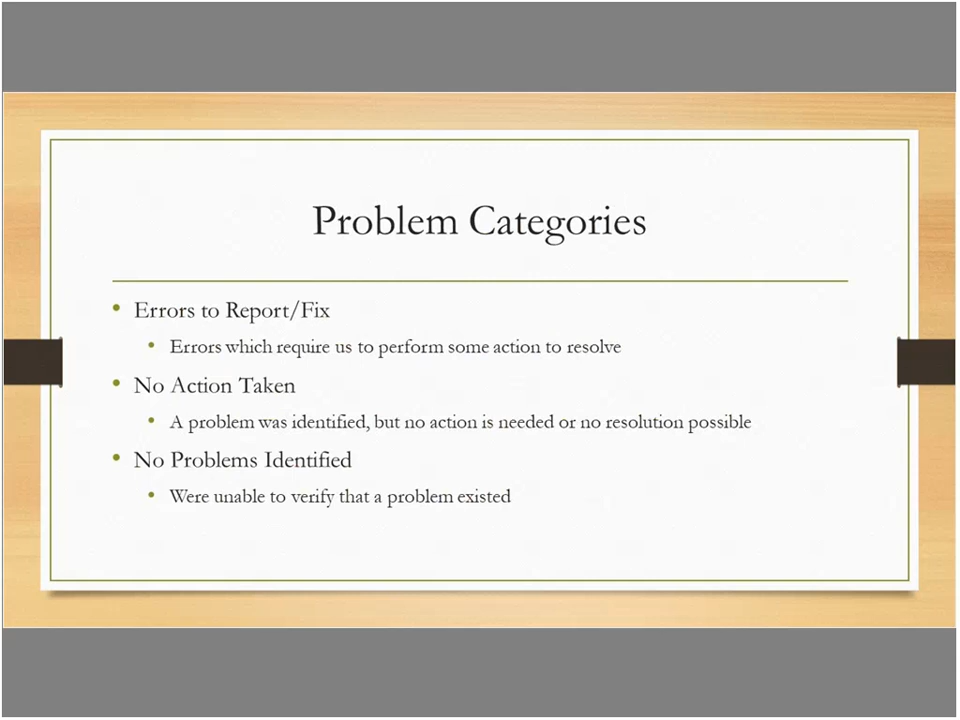 Problem Categories
Errors to Report/Fix
Errors which require us to perform some action to resolve
No Action Taken
A problem was identified, but no action is needed or no resolution possible
No Problems Identified
Were unable to verify that a problem existed